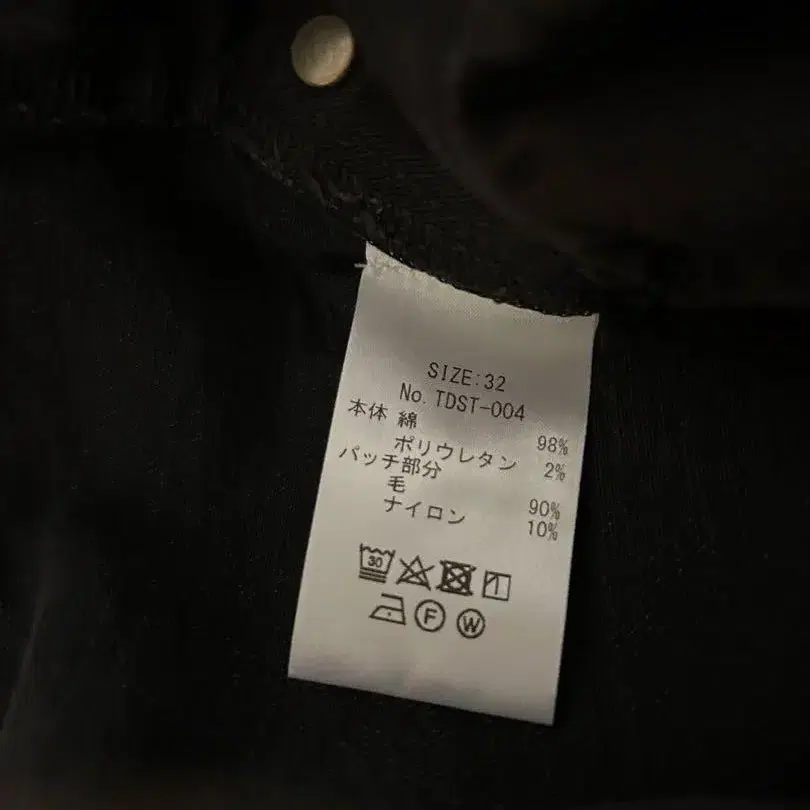 SIZE:32
No. TDST-004
本体 綿 98%
ポリウレタン 2%
パッチ部分
毛 90%
ナイロン 10%
30
F W